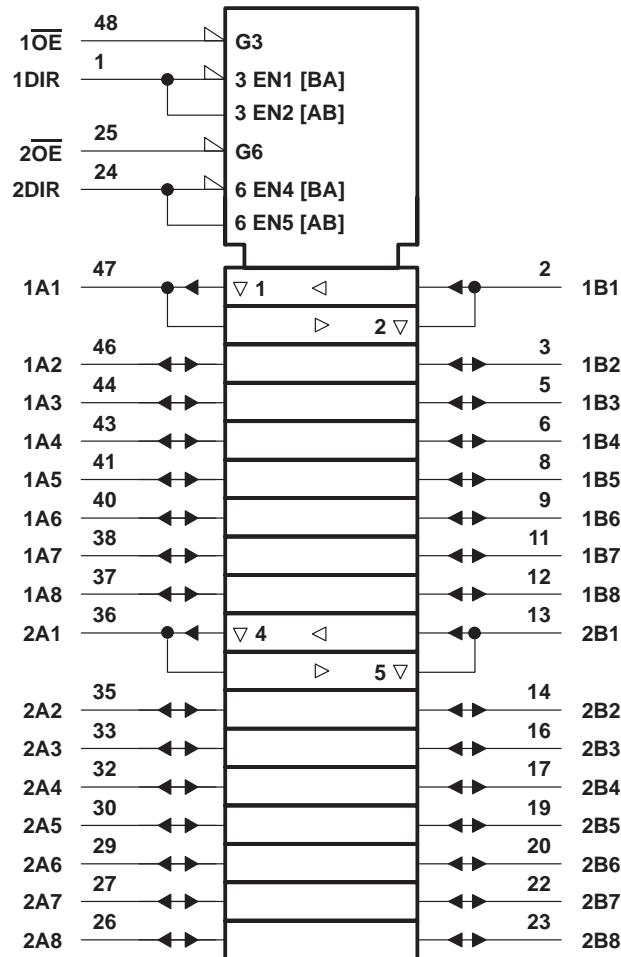 1O̅E̅ 48 G3
1DIR 1 3 EN1 [BA]
3 EN2 [AB]
2O̅E̅ 25 G6
2DIR 24 6 EN4 [BA]
6 EN5 [AB]
1A1 47 ▽ 1 ◁ 2 1B1
▷ 2 ▽
1A2 46 3 1B2
1A3 44 5 1B3
1A4 43 6 1B4
1A5 41 8 1B5
1A6 40 9 1B6
1A7 38 11 1B7
1A8 37 12 1B8
2A1 36 ▽ 4 ◁ 13 2B1
▷ 5 ▽
2A2 35 14 2B2
2A3 33 16 2B3
2A4 32 17 2B4
2A5 30 19 2B5
2A6 29 20 2B6
2A7 27 22 2B7
2A8 26 23 2B8